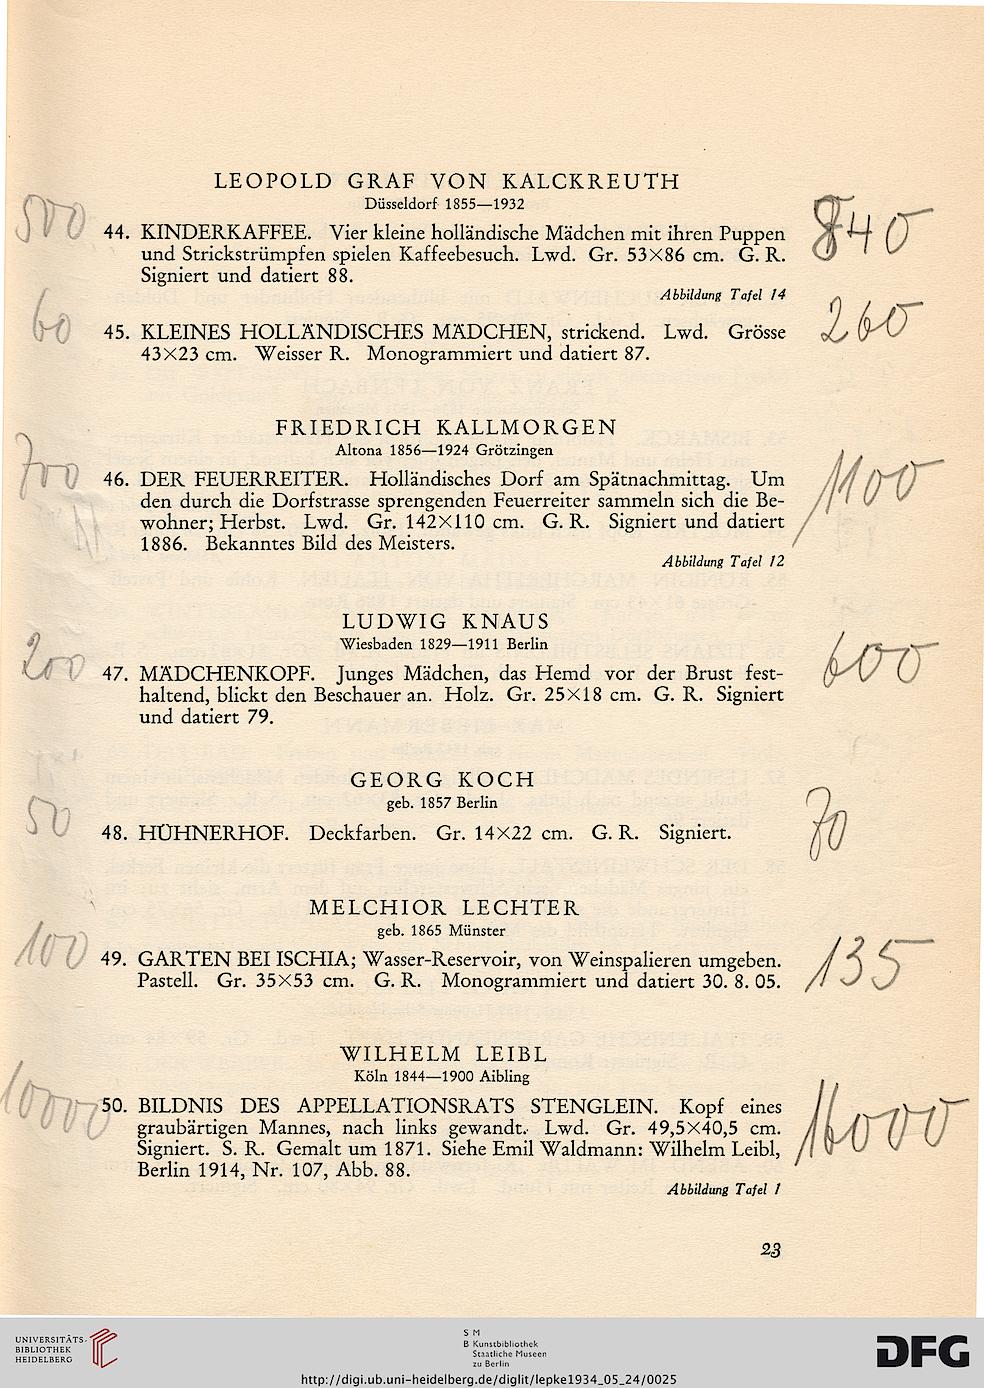 LEOPOLD GRAF VON KALCKREUTH
Düsseldorf 1855—1932
500
840
44. KINDERKAFFEE. Vier kleine holländische Mädchen mit ihren Puppen
und Strickstrümpfen spielen Kaffeebesuch. Lwd. Gr. 53×86 cm. G. R.
Signiert und datiert 88.
Abbildung Tafel 14
60
260
45. KLEINES HOLLÄNDISCHES MÄDCHEN, strickend. Lwd. Grösse
43×23 cm. Weisser R. Monogrammiert und datiert 87.
FRIEDRICH KALLMORGEN
Altona 1856—1924 Grötzingen
700
1100
46. DER FEUERREITER. Holländisches Dorf am Spätnachmittag. Um
den durch die Dorfstrasse sprengenden Feuerreiter sammeln sich die Be-
wohner; Herbst. Lwd. Gr. 142×110 cm. G. R. Signiert und datiert
1886. Bekanntes Bild des Meisters.
Abbildung Tafel 12
LUDWIG KNAUS
Wiesbaden 1829—1911 Berlin
200
600
47. MÄDCHENKOPF. Junges Mädchen, das Hemd vor der Brust fest-
haltend, blickt den Beschauer an. Holz. Gr. 25×18 cm. G. R. Signiert
und datiert 79.
GEORG KOCH
geb. 1857 Berlin
50
70
48. HÜHNERHOF. Deckfarben. Gr. 14×22 cm. G. R. Signiert.
MELCHIOR LECHTER
geb. 1865 Münster
100
135
49. GARTEN BEI ISCHIA; Wasser-Reservoir, von Weinspalieren umgeben.
Pastell. Gr. 35×53 cm. G. R. Monogrammiert und datiert 30. 8. 05.
WILHELM LEIBL
Köln 1844—1900 Aibling
10000
16000
50. BILDNIS DES APPELLATIONSRATS STENGLEIN. Kopf eines
graubärtigen Mannes, nach links gewandt. Lwd. Gr. 49,5×40,5 cm.
Signiert. S. R. Gemalt um 1871. Siehe Emil Waldmann: Wilhelm Leibl,
Berlin 1914, Nr. 107, Abb. 88.
Abbildung Tafel 1
23
UNIVERSITÄTS-
BIBLIOTHEK
HEIDELBERG
S M
B Kunstbibliothek
Staatliche Museen
zu Berlin
DFG
http://digi.ub.uni-heidelberg.de/diglit/lepke1934_05_24/0025